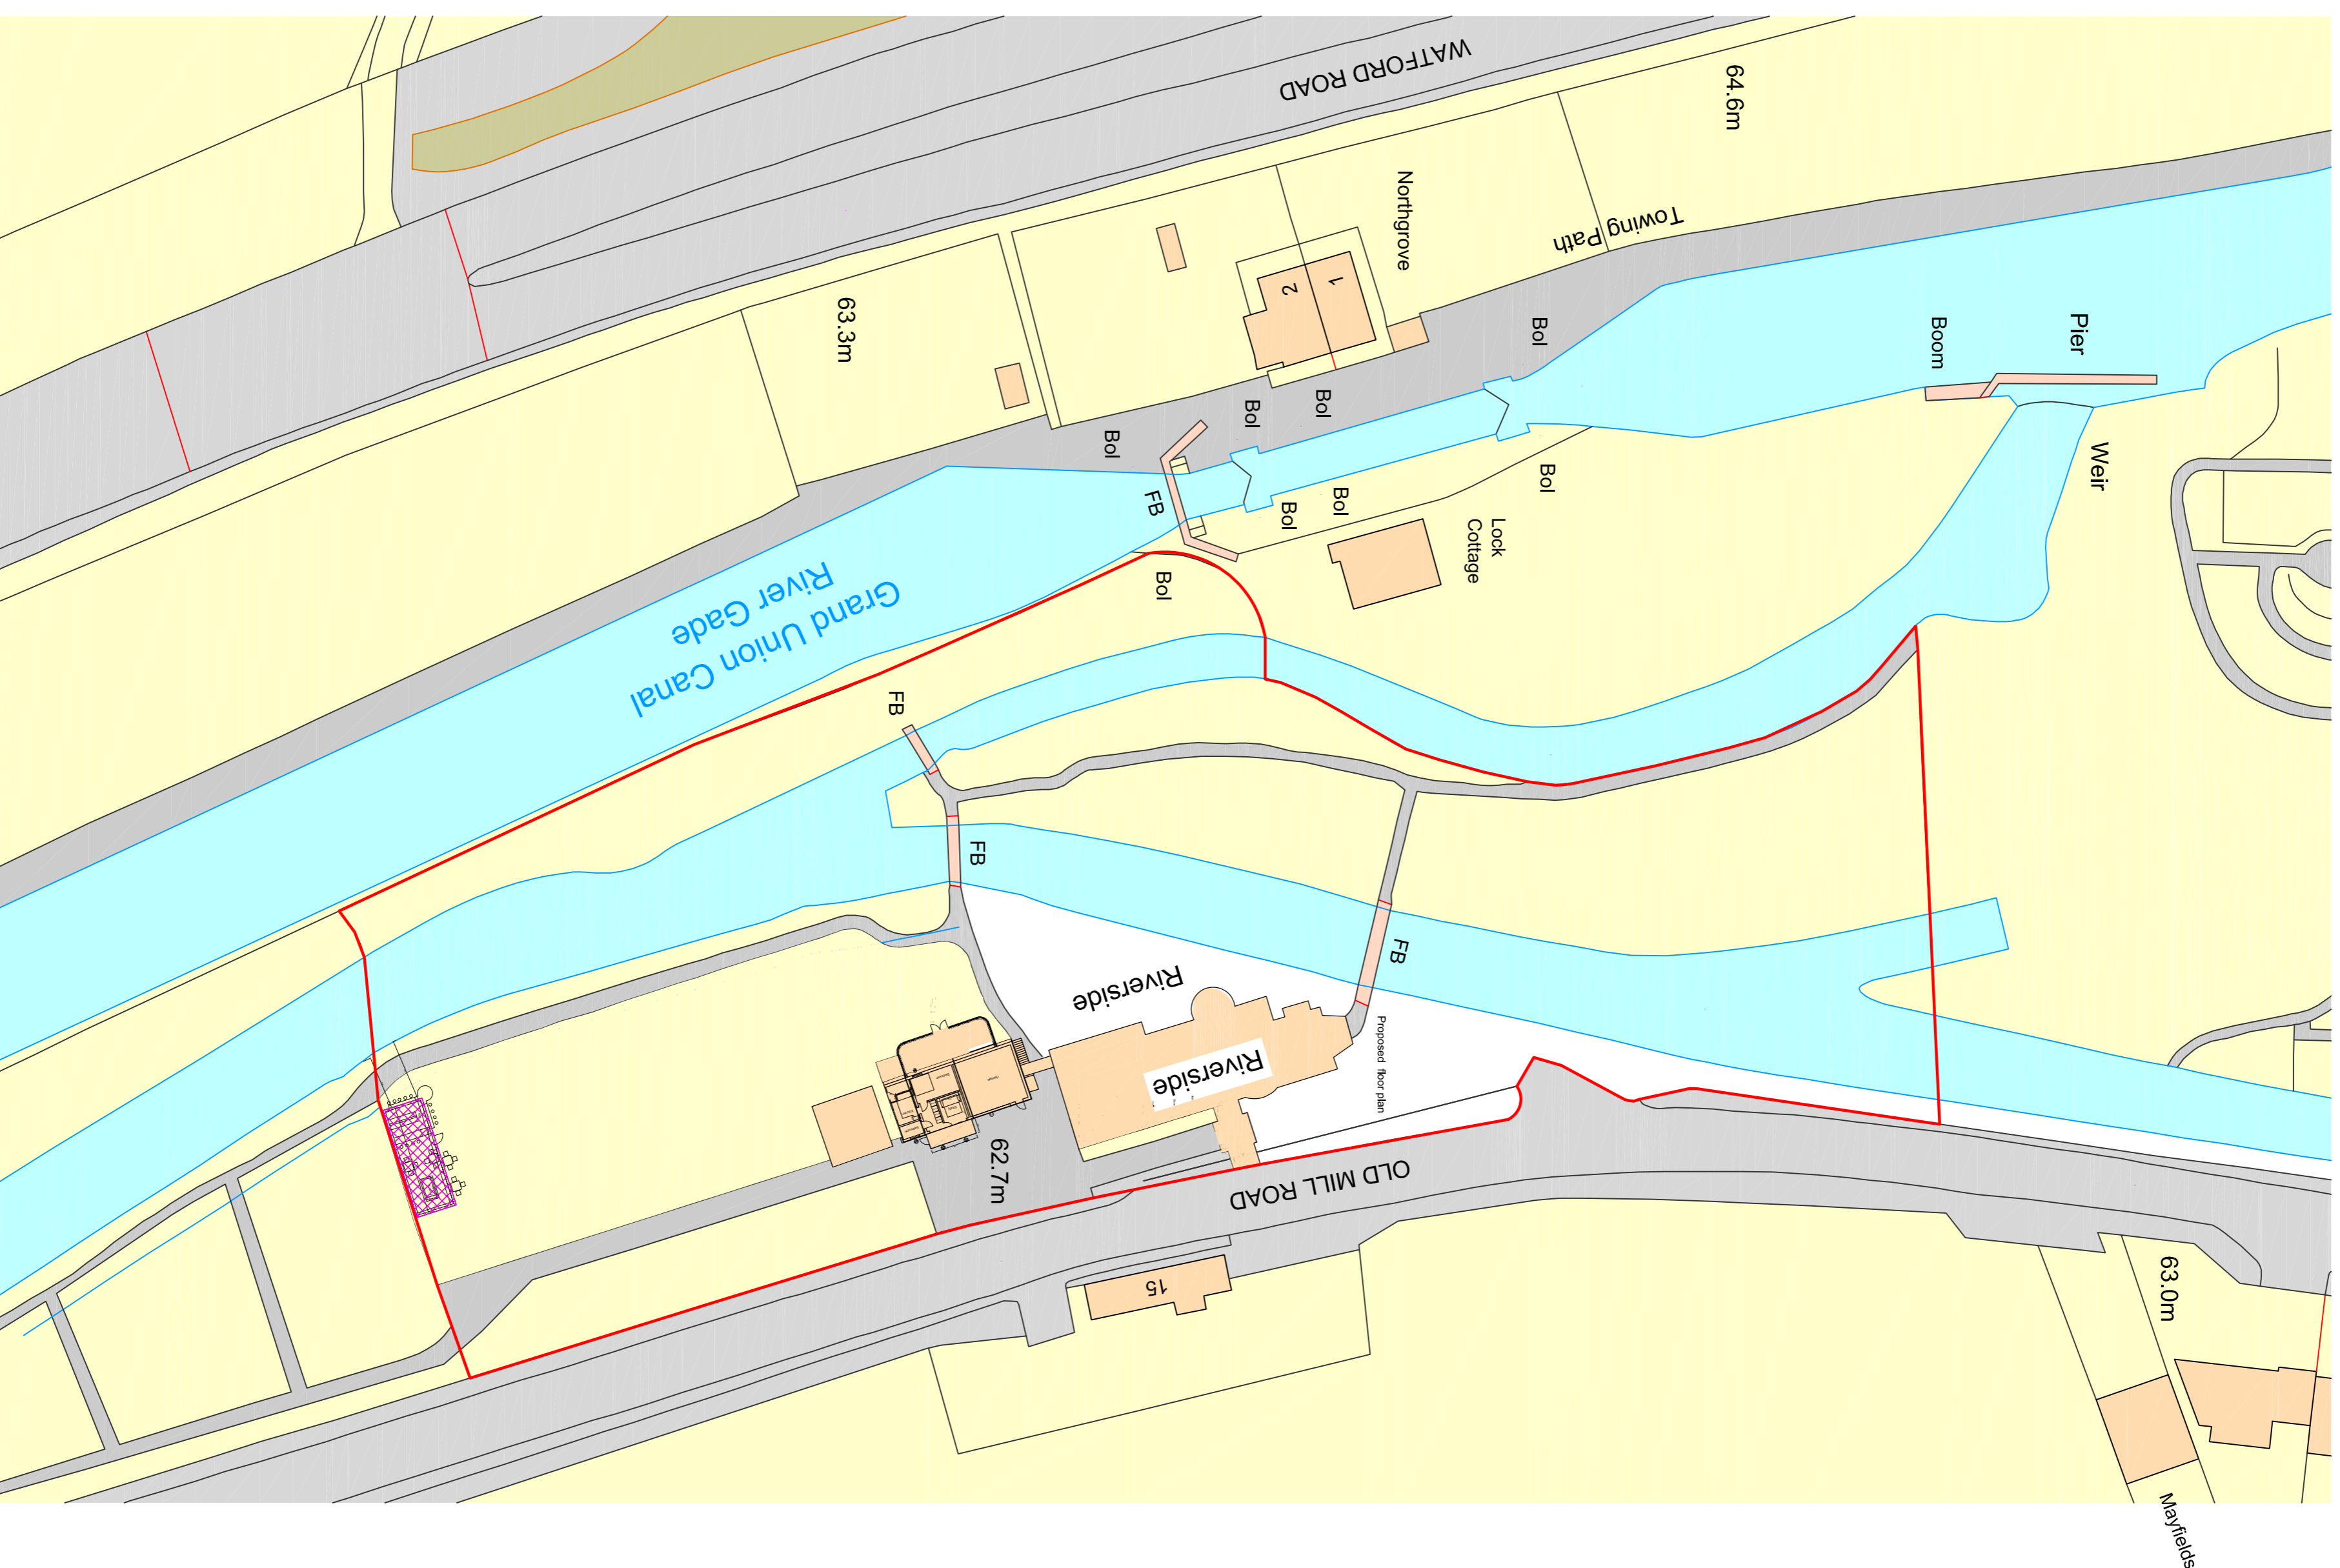 WATFORD ROAD
64.6m
Northgrove
Towing
Path
1
2
63.3m
Bol
Boom
Pier
Bol
Bol
Bol
Weir
Bol
FB
Bol
Bol
Bol
Lock
Cottage
Bol
Grand Union Canal
River Gade
FB
FB
FB
Riverside
Riverside
Proposed floor plan
62.7m
OLD MILL ROAD
15
63.0m
Mayfields